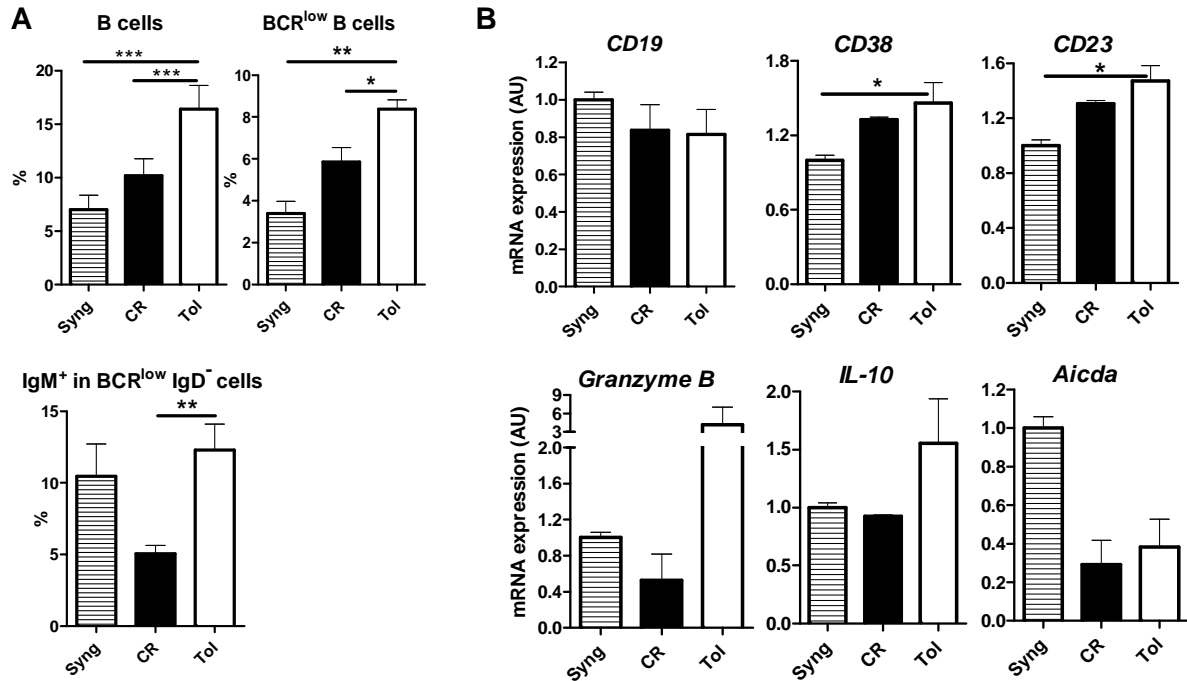 A
B cells
***
***
20
15
10
5
0
%
Syng
CR
Tol
BCRlow B cells
**
*
10
8
6
4
2
0
%
Syng
CR
Tol
IgM+ in BCRlow IgD- cells
**
15
10
5
0
%
Syng
CR
Tol
B
CD19
1.2
1.0
0.8
0.6
0.4
0.2
0.0
mRNA expression (AU)
Syng
CR
Tol
CD38
*
1.8
1.4
1.0
0.6
Syng
CR
Tol
CD23
*
1.6
1.2
0.8
0.4
0.0
Syng
CR
Tol
Granzyme B
9
6
3
2.0
1.6
1.2
0.8
0.4
0.0
mRNA expression (AU)
Syng
CR
Tol
IL-10
2.0
1.5
1.0
0.5
0.0
Syng
CR
Tol
Aicda
1.2
1.0
0.8
0.6
0.4
0.2
0.0
Syng
CR
Tol